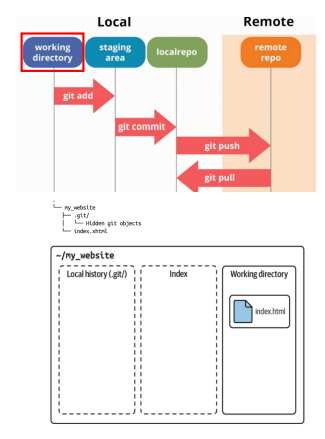 Local
Remote
working directory
staging area
localrepo
remote repo
git add
git commit
git push
git pull
.
└── my_website
├── .git/
│   └── Hidden git objects
└── index.xhtml
~/my_website
Local history (.git/)
Index
Working directory
index.html